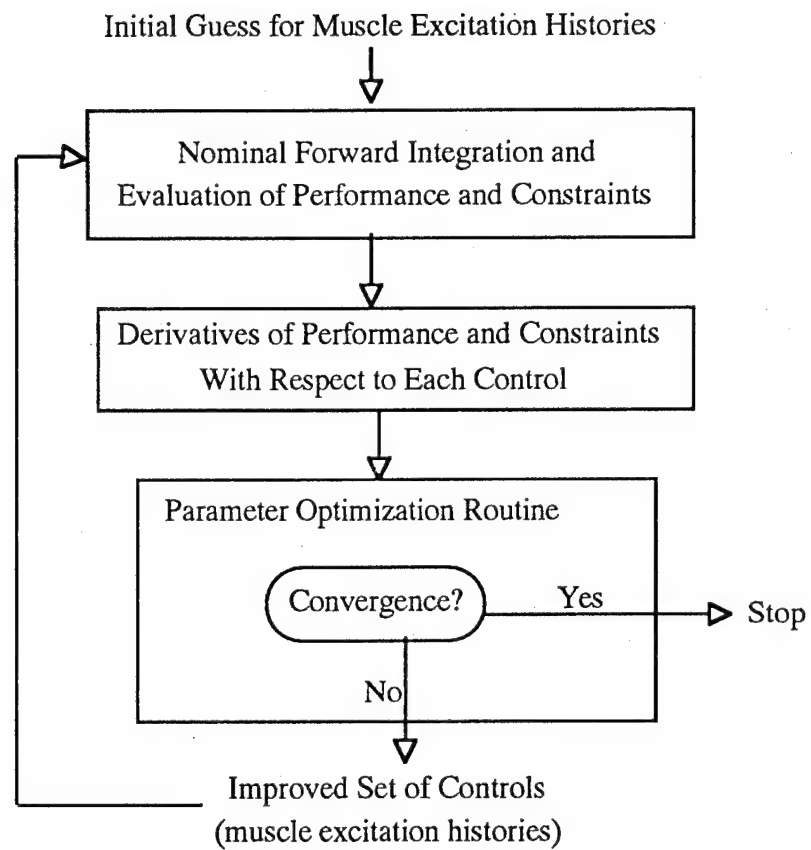 Initial Guess for Muscle Excitation Histories
Nominal Forward Integration and
Evaluation of Performance and Constraints
Derivatives of Performance and Constraints
With Respect to Each Control
Parameter Optimization Routine
Convergence?
Yes
Stop
No
Improved Set of Controls
(muscle excitation histories)